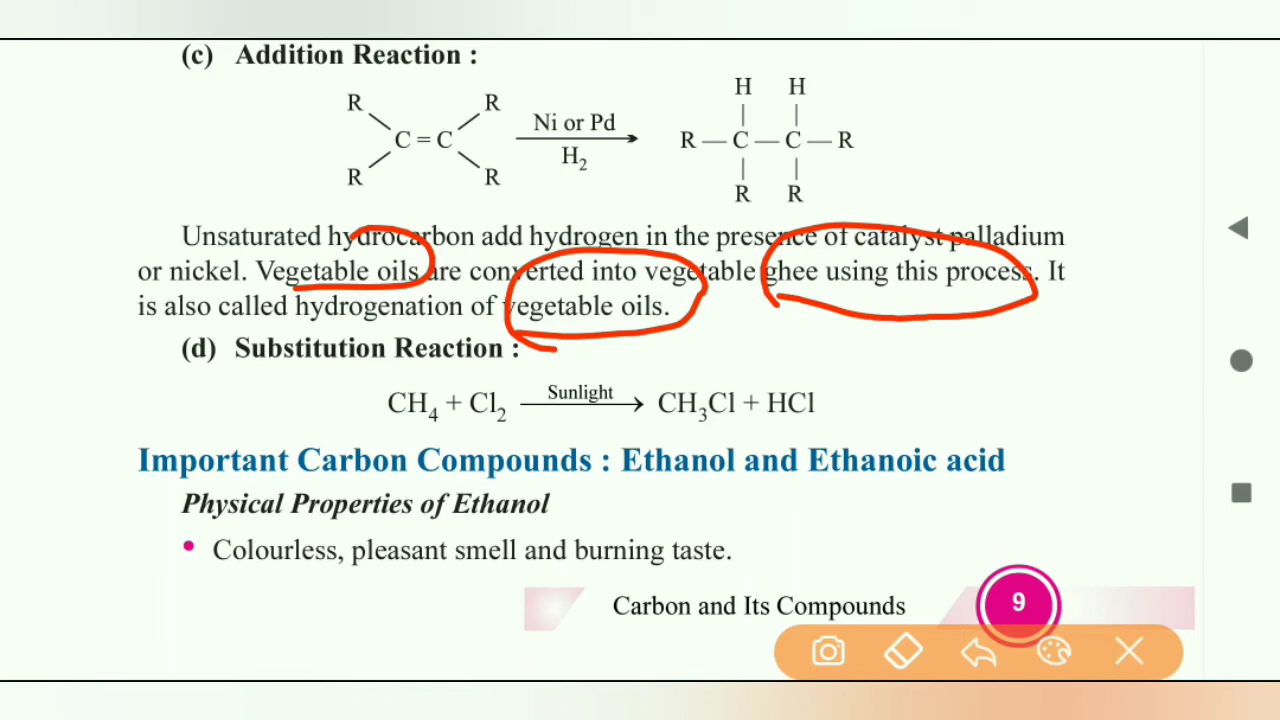 (c) Addition Reaction :
H H
R R
Ni or Pd
C = C
R — C — C — R
H2
R R
R R
Unsaturated hydrocarbon add hydrogen in the presence of catalyst palladium
or nickel. Vegetable oils are converted into vegetable ghee using this process. It
is also called hydrogenation of vegetable oils.
(d) Substitution Reaction :
CH4 + Cl2 Sunlight → CH3Cl + HCl
Important Carbon Compounds : Ethanol and Ethanoic acid
Physical Properties of Ethanol
• Colourless, pleasant smell and burning taste.
Carbon and Its Compounds
9